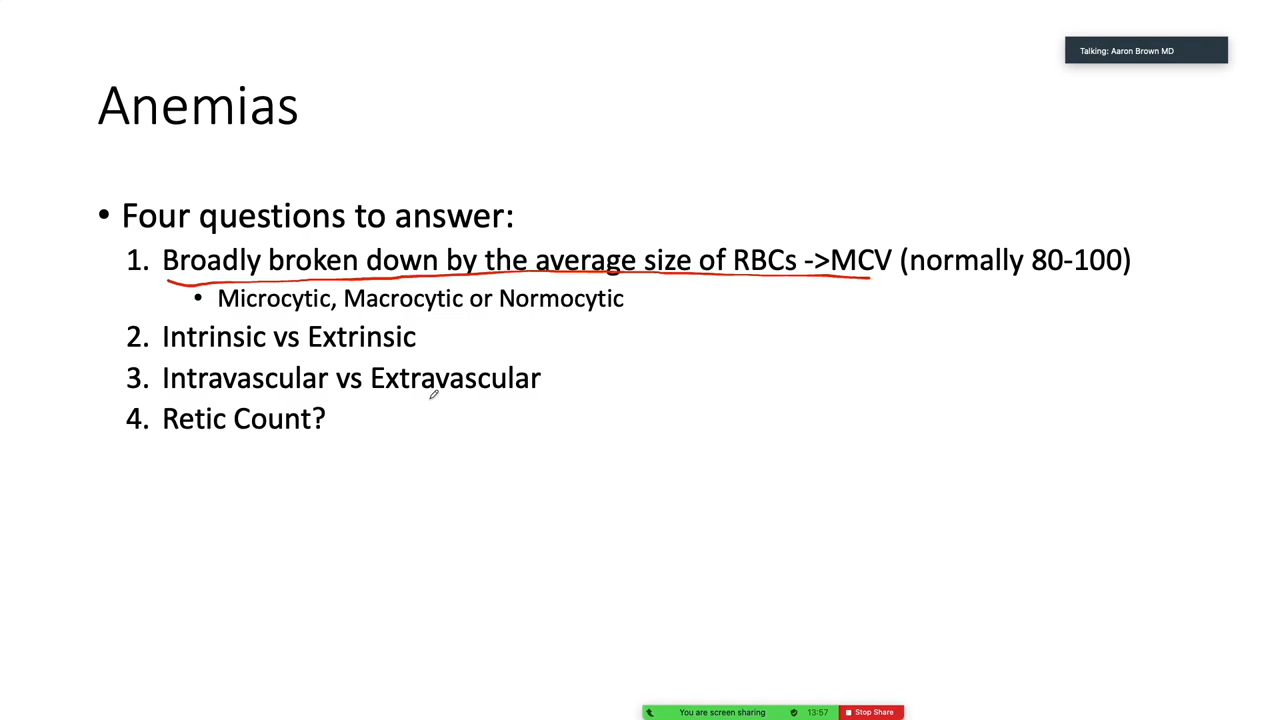 Talking: Aaron Brown MD
Anemias
• Four questions to answer:
1. Broadly broken down by the average size of RBCs ->MCV (normally 80-100)
• Microcytic, Macrocytic or Normocytic
2. Intrinsic vs Extrinsic
3. Intravascular vs Extravascular
4. Retic Count?
You are screen sharing 13:57 Stop Share